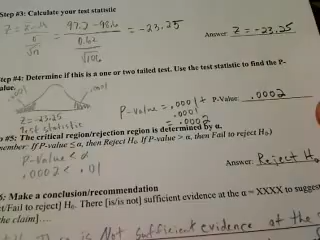 Step #3: Calculate your test statistic
Z = x̄-μ / σ/√n = 97.2 - 98.6 / 0.62/√106 = -23.25
Answer Z = -23.25
Step #4: Determine if this is a one or two tailed test. Use the test statistic to find the P-
value.
.0001
.0001
P-value = .0001 + .0001 = .0002
P-Value: .0002
Z = -23.25
Test statistic
#5: The critical region/rejection region is determined by α.
member: If P-value ≤ α, then Reject H₀. If P-value > α, then Fail to reject H₀.)
P-Value < α
.0002 < .01
Answer: Reject H₀
6: Make a conclusion/recommendation
ct/Fail to reject] H₀. There [is/is not] sufficient evidence at the α = XXXX to suggest
the claim]....
is Not sufficient evidence at the